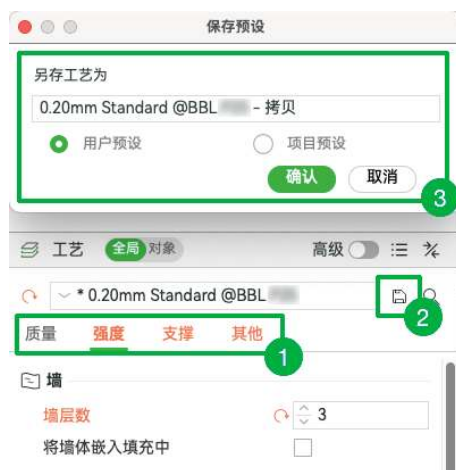 保存预设
另存工艺为
0.20mm Standard @BBL - 拷贝
用户预设 项目预设
确认 取消
3
工艺 全局 对象 高级
* 0.20mm Standard @BBL
2
质量 强度 支撑 其他
1
墙
墙层数 3
将墙体嵌入填充中